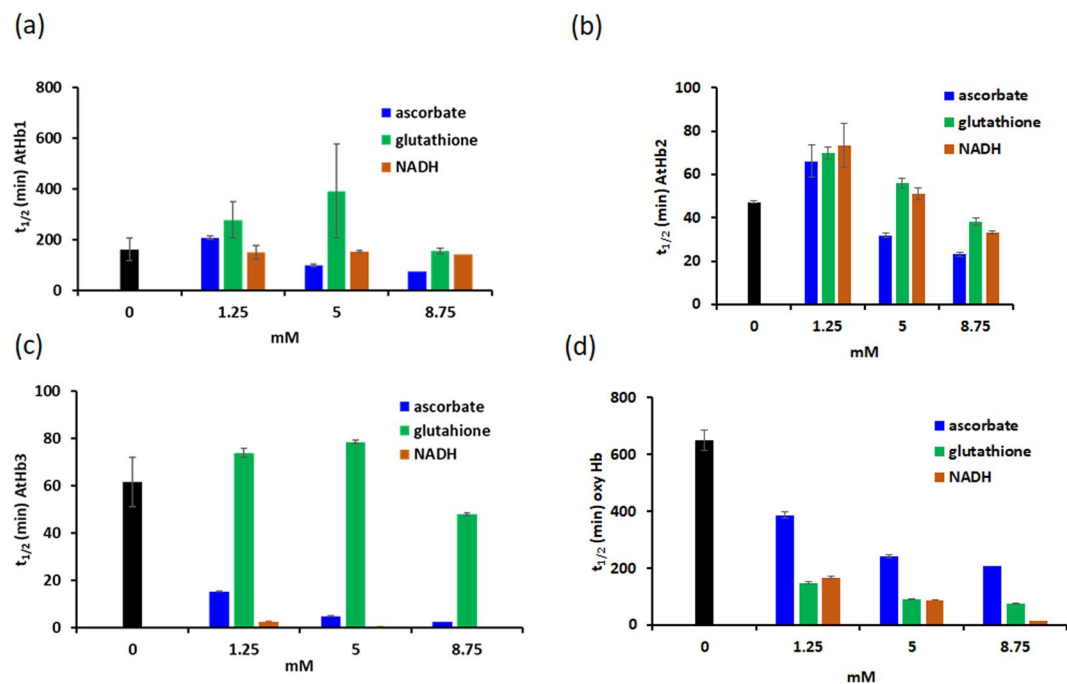 (a)
800
600
400
200
0
t1/2 (min) AtHb1
ascorbate
glutathione
NADH
0 1.25 5 8.75
mM
(b)
100
80
60
40
20
0
t1/2 (min) AtHb2
ascorbate
glutathione
NADH
0 1.25 5 8.75
mM
(c)
100
80
60
40
20
0
t1/2 (min) AtHb3
ascorbate
glutahione
NADH
0 1.25 5 8.75
mM
(d)
800
600
400
200
0
t1/2 (min) oxy Hb
ascorbate
glutathione
NADH
0 1.25 5 8.75
mM